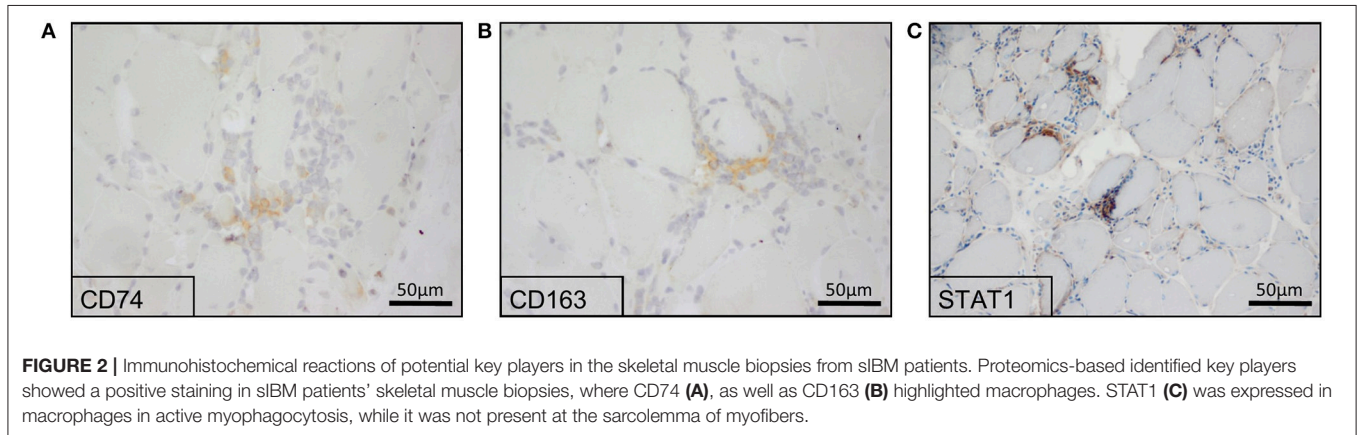 A
B
C
CD74
50µm
CD163
50µm
STAT1
50µm
FIGURE 2 | Immunohistochemical reactions of potential key players in the skeletal muscle biopsies from sIBM patients. Proteomics-based identified key players
showed a positive staining in sIBM patients' skeletal muscle biopsies, where CD74 (A), as well as CD163 (B) highlighted macrophages. STAT1 (C) was expressed in
macrophages in active myophagocytosis, while it was not present at the sarcolemma of myofibers.